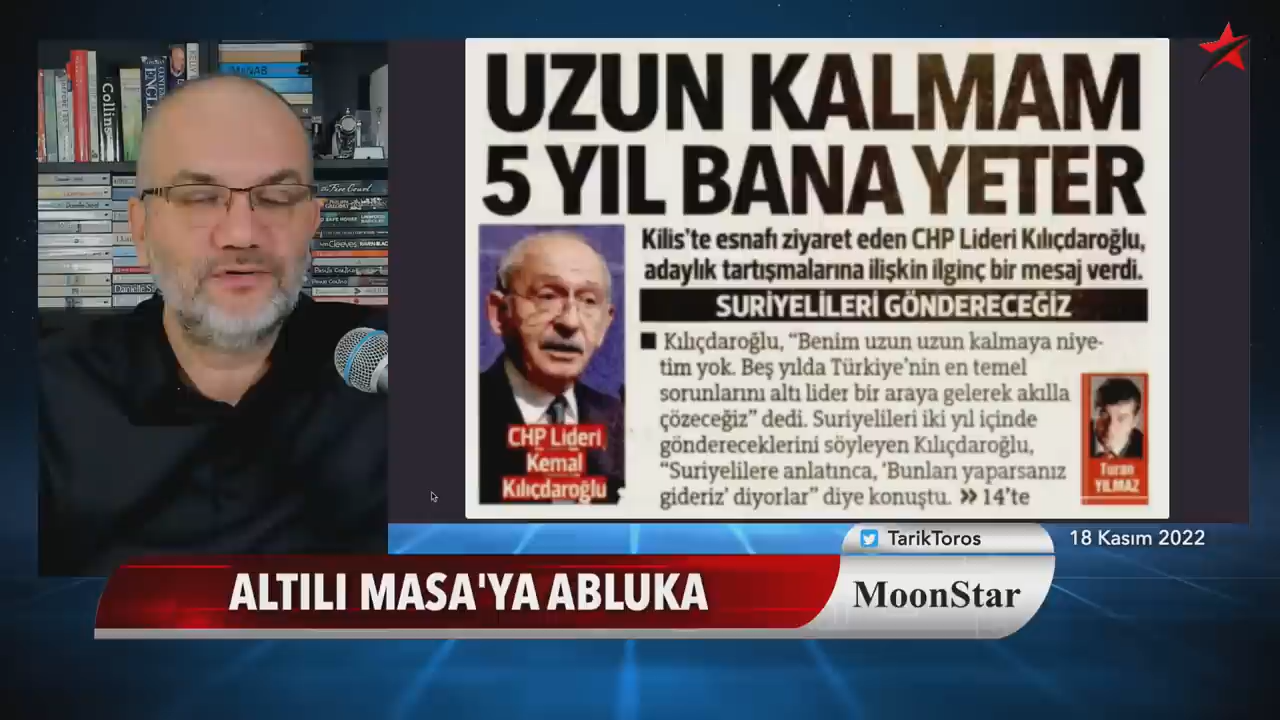 UZUN KALMAM
5 YIL BANA YETER
Kilis'te esnafı ziyaret eden CHP Lideri Kılıçdaroğlu,
adaylık tartışmalarına ilişkin ilginç bir mesaj verdi.
SURİYELİLERİ GÖNDERECEĞİZ
■ Kılıçdaroğlu, “Benim uzun uzun kalmaya niye-
tim yok. Beş yılda Türkiye'nin en temel
sorunlarını altı lider bir araya gelerek akılla
çözeceğiz” dedi. Suriyelileri iki yıl içinde
göndereceklerini söyleyen Kılıçdaroğlu,
“Suriyelilere anlatınca, ‘Bunları yaparsanız
gideriz’ diyorlar” diye konuştu. » 14'te
CHP Lideri
Kemal
Kılıçdaroğlu
Turan
YILMAZ
Collins
TarikToros
18 Kasım 2022
ALTILI MASA'YA ABLUKA
MoonStar